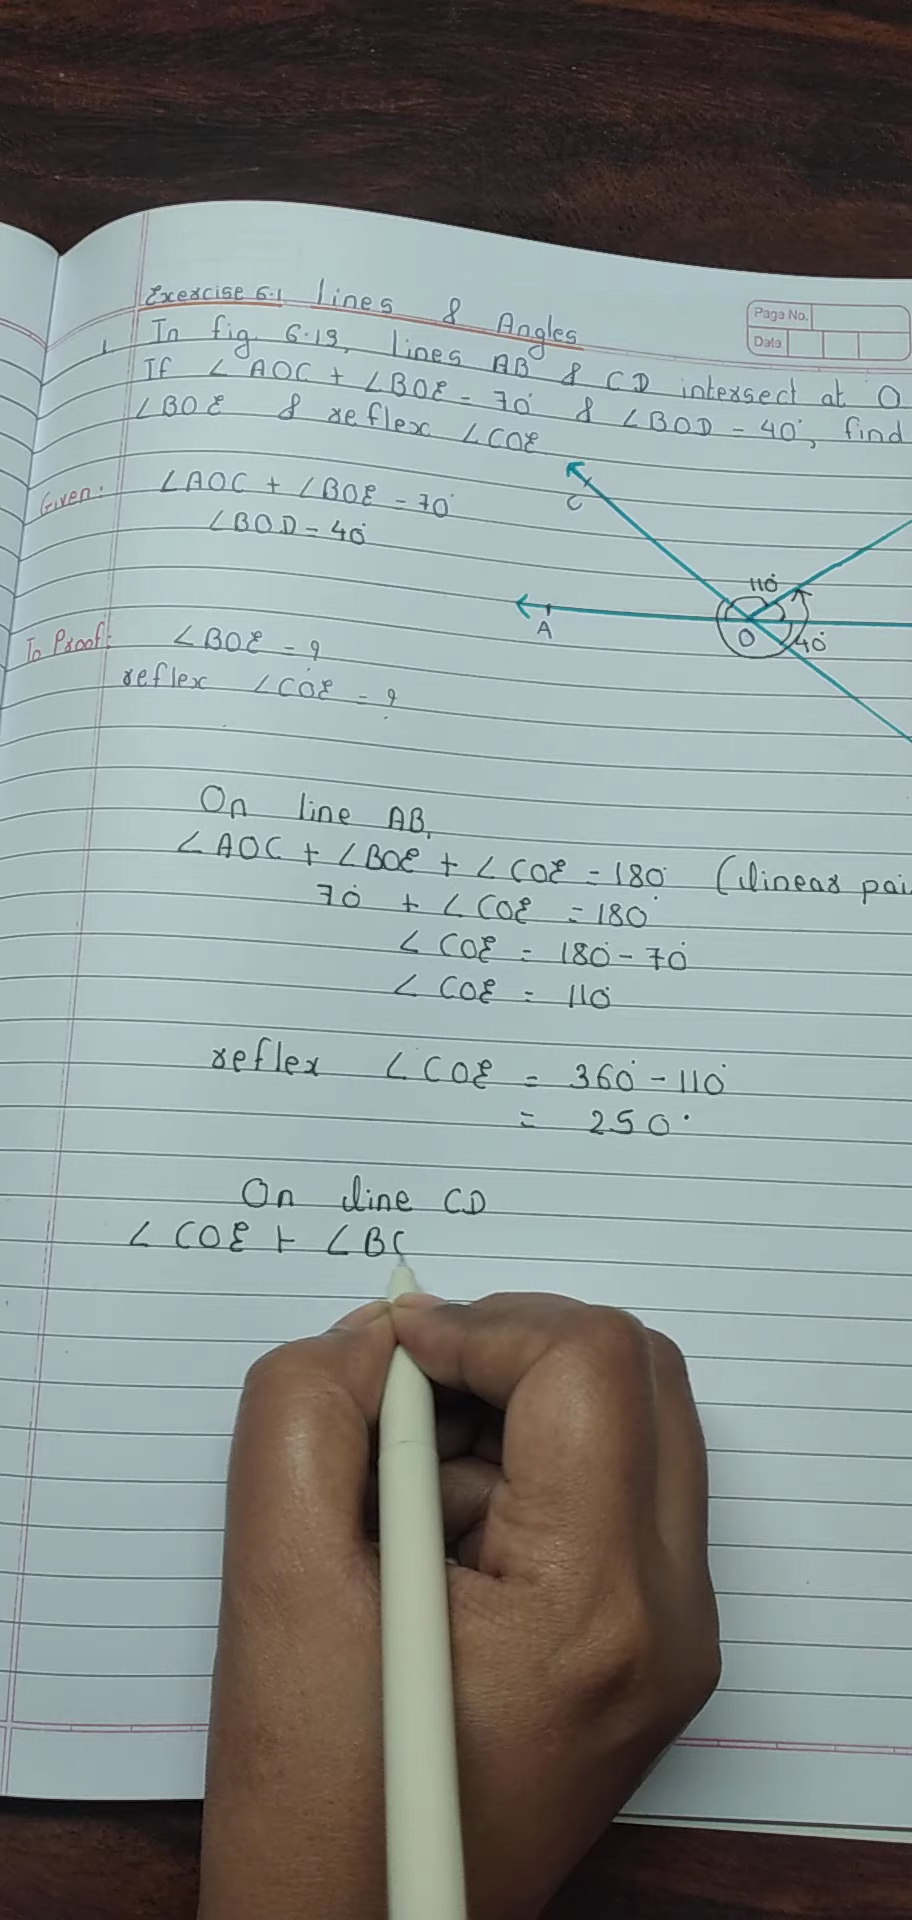 Exercise 6.1 Lines & Angles
Page No.
Date
1. In fig. 6.19, lines AB & CD intersect at O
If ∠AOC + ∠BOE = 70° & ∠BOD = 40°, find
∠BOE & reflex ∠COE
Given: ∠AOC + ∠BOE = 70°
∠BOD = 40°
C
110°
A
O
40°
To Proof: ∠BOE = ?
reflex ∠COE = ?
On line AB,
∠AOC + ∠BOE + ∠COE = 180° (linear pai
70° + ∠COE = 180°
∠COE = 180° - 70°
∠COE = 110°
reflex ∠COE = 360° - 110°
= 250°
On line CD
∠COE + ∠BO